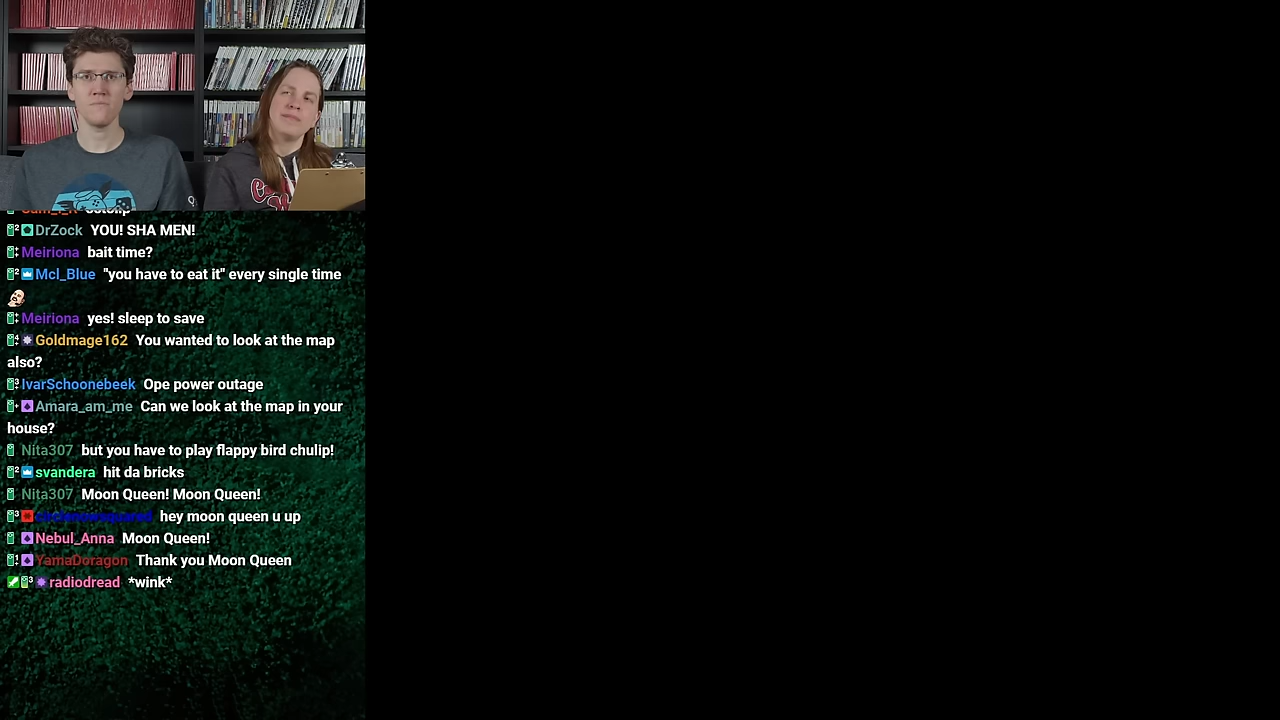 DrZock YOU! SHA MEN!
Meiriona bait time?
Mcl_Blue "you have to eat it" every single time
Meiriona yes! sleep to save
Goldmage162 You wanted to look at the map
also?
IvarSchoonebeek Ope power outage
Amara_am_me Can we look at the map in your
house?
Nita307 but you have to play flappy bird chulip!
svandera hit da bricks
Nita307 Moon Queen! Moon Queen!
hey moon queen u up
Nebul_Anna Moon Queen!
YamaDoragon Thank you Moon Queen
radiodread *wink*